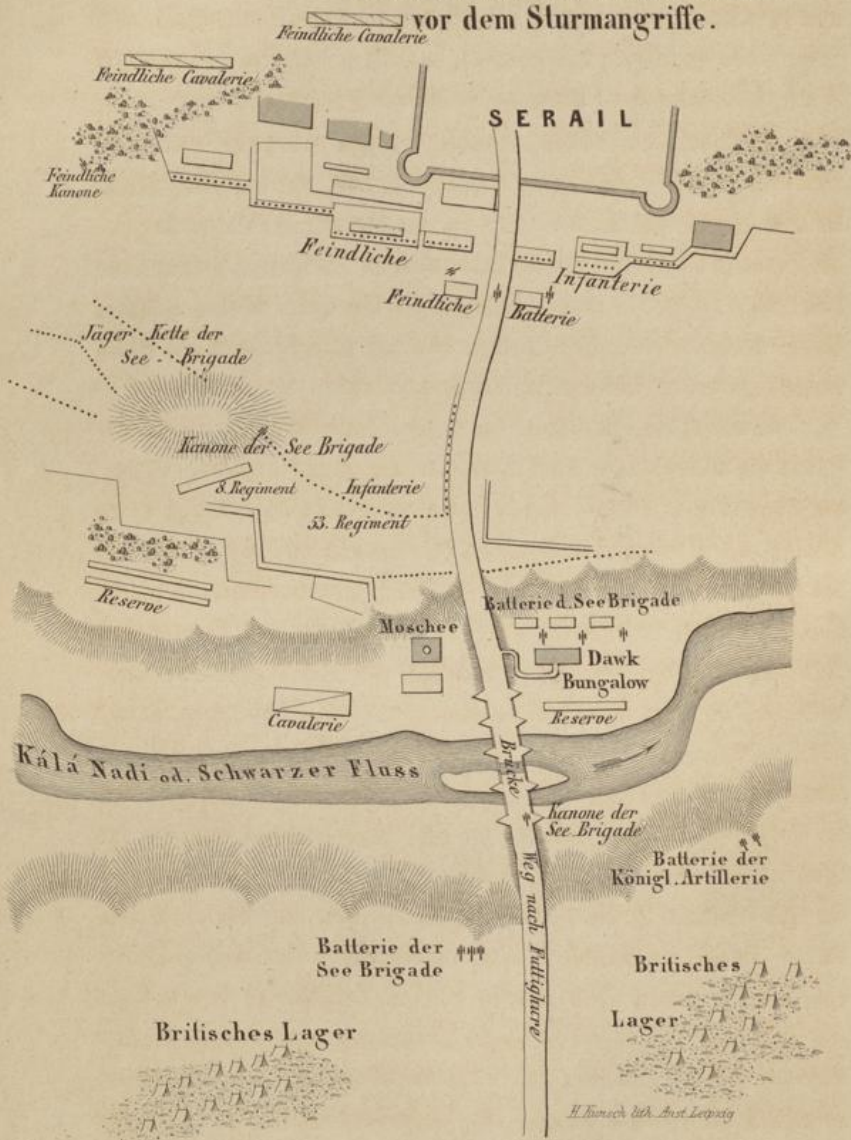 vor dem Sturmangriffe.
Feindliche Cavalerie
Feindliche Cavalerie
SERAIL
Feindliche
Kanone
Feindliche
Infanterie
Feindliche
Batterie
Jäger-Kette der
See-Brigade
Kanone der See Brigade
8. Regiment
Infanterie
53. Regiment
Reserve
Batterie d. See Brigade
Moschee
Dawk
Bungalow
Cavalerie
Reserve
Kálá Nadi od. Schwarzer Fluss
Brücke
Kanone der
See Brigade
Batterie der
Königl. Artillerie
Weg nach Futtighure
Batterie der
See Brigade
Britisches
Lager
Britisches Lager
lith. Anst. Leipzig